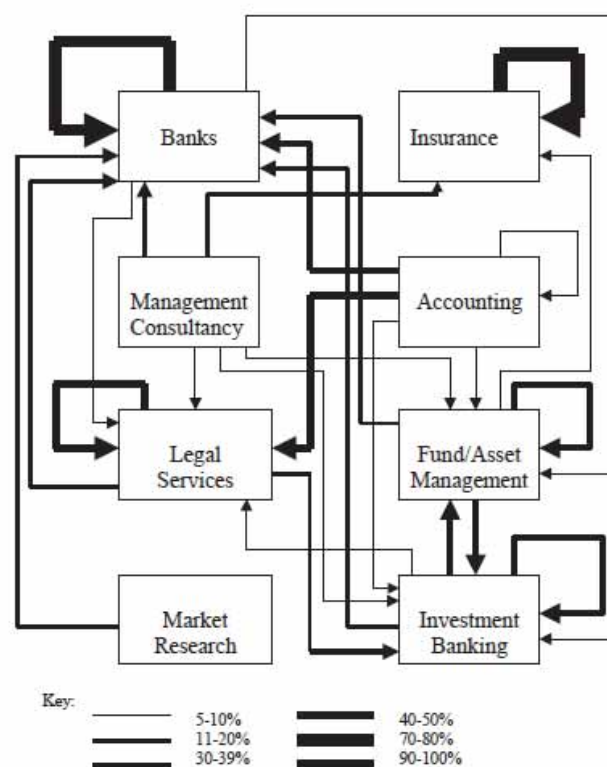 Banks
Insurance
Management
Consultancy
Accounting
Legal
Services
Fund/Asset
Management
Market
Research
Investment
Banking
Key:
5-10%
11-20%
30-39%
40-50%
70-80%
90-100%